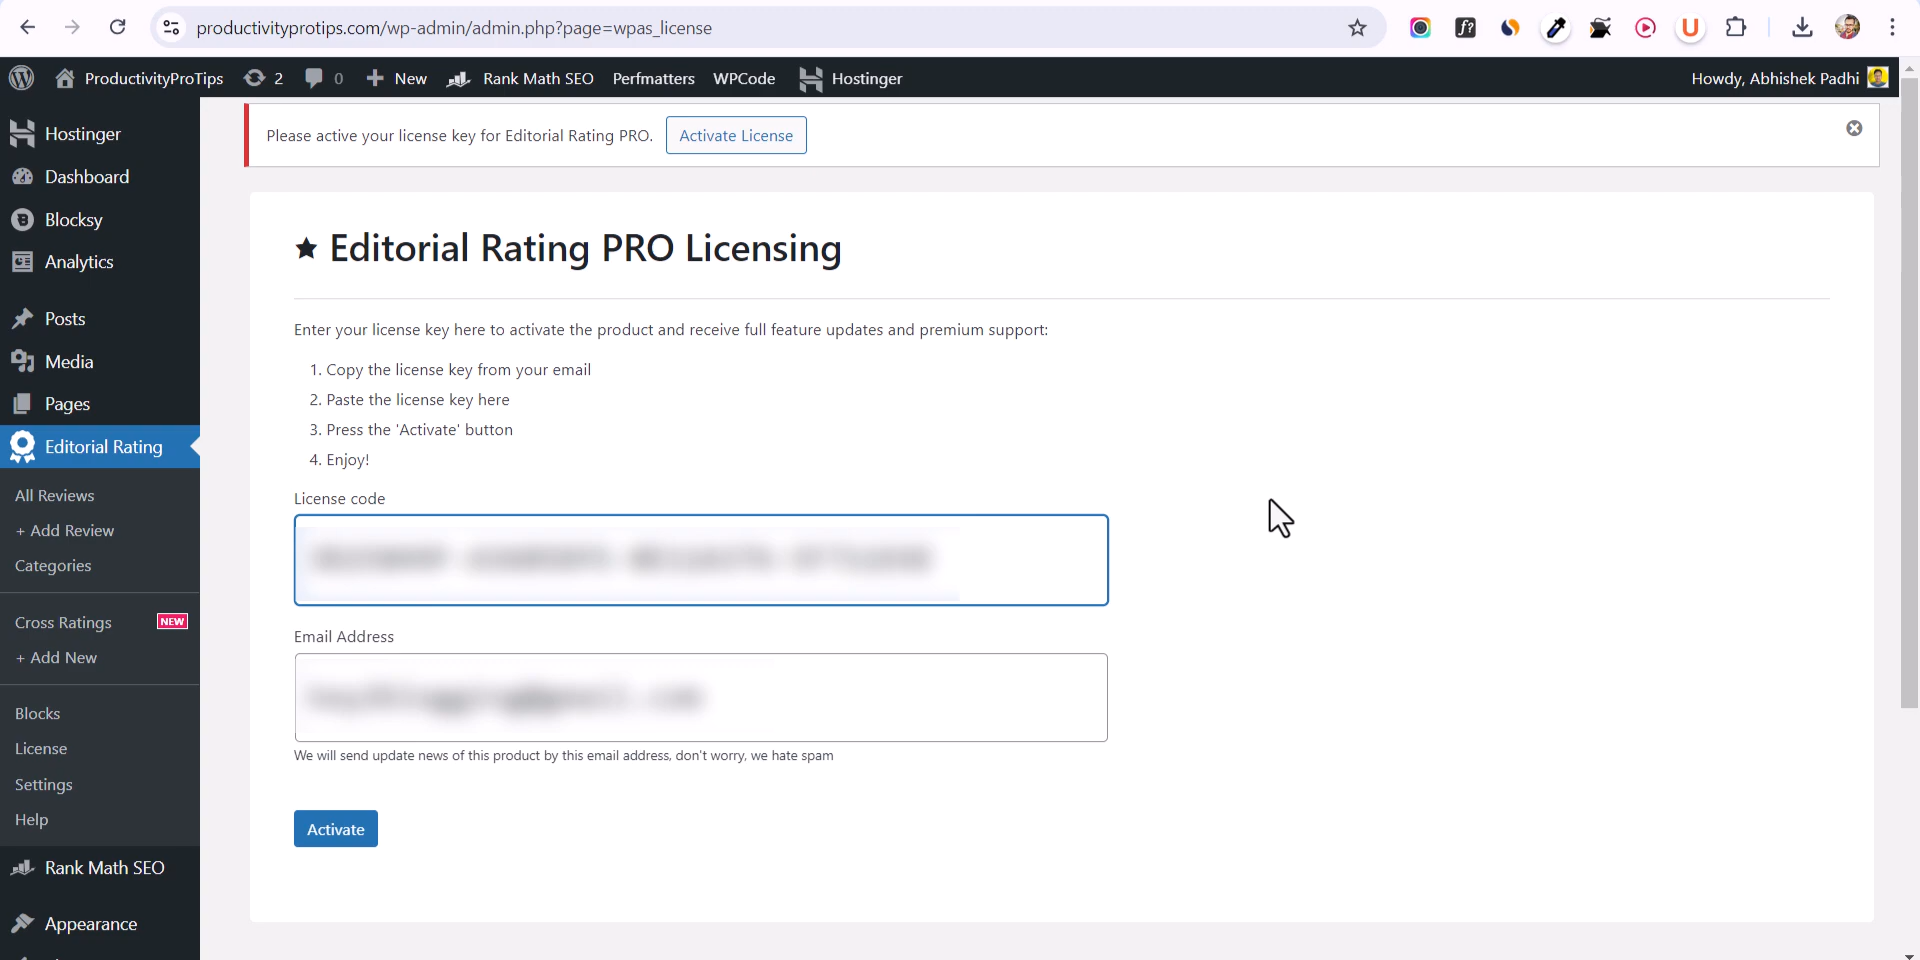 productivityprotips.com/wp-admin/admin.php?page=wpas_license
ProductivityProTips 2 0 New Rank Math SEO Perfmatters WPCode Hostinger Howdy, Abhishek Padhi
Hostinger
Dashboard
Blocksy
Analytics
Posts
Media
Pages
Editorial Rating
All Reviews
+ Add Review
Categories
Cross Ratings NEW
+ Add New
Blocks
License
Settings
Help
Rank Math SEO
Appearance
Please active your license key for Editorial Rating PRO. Activate License
Editorial Rating PRO Licensing
Enter your license key here to activate the product and receive full feature updates and premium support:
1. Copy the license key from your email
2. Paste the license key here
3. Press the 'Activate' button
4. Enjoy!
License code
Email Address
We will send update news of this product by this email address, don't worry, we hate spam
Activate